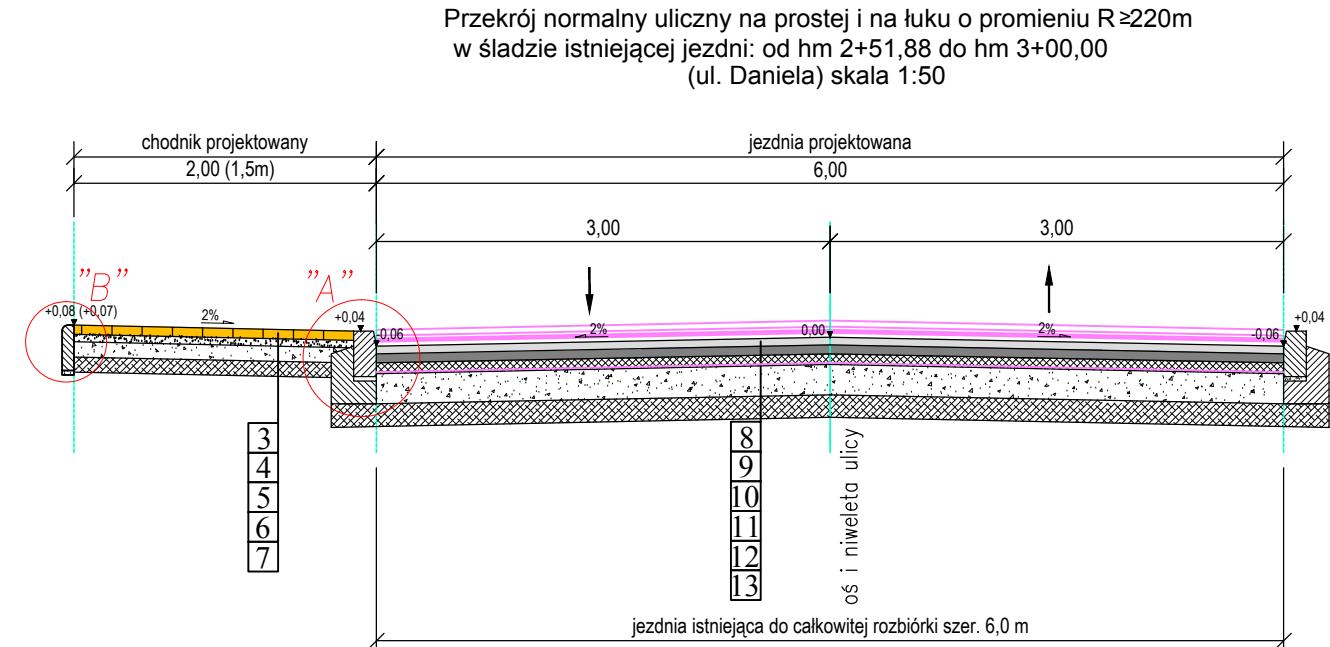 Przekrój normalny uliczny na prostej i na łuku o promieniu R≥220m
w śladzie istniejącej jezdni: od hm 2+51,88 do hm 3+00,00
(ul. Daniela) skala 1:50
chodnik projektowany
jezdnia projektowana
2,00 (1,5m)
6,00
3,00
3,00
"B"
"A"
+0,08 (+0,07)
2%
+0,04
-0,06
2%
0,00
2%
-0,06
+0,04
3
4
5
6
7
8
9
10
11
12
13
oś i niweleta ulicy
jezdnia istniejąca do całkowitej rozbiórki szer. 6,0 m